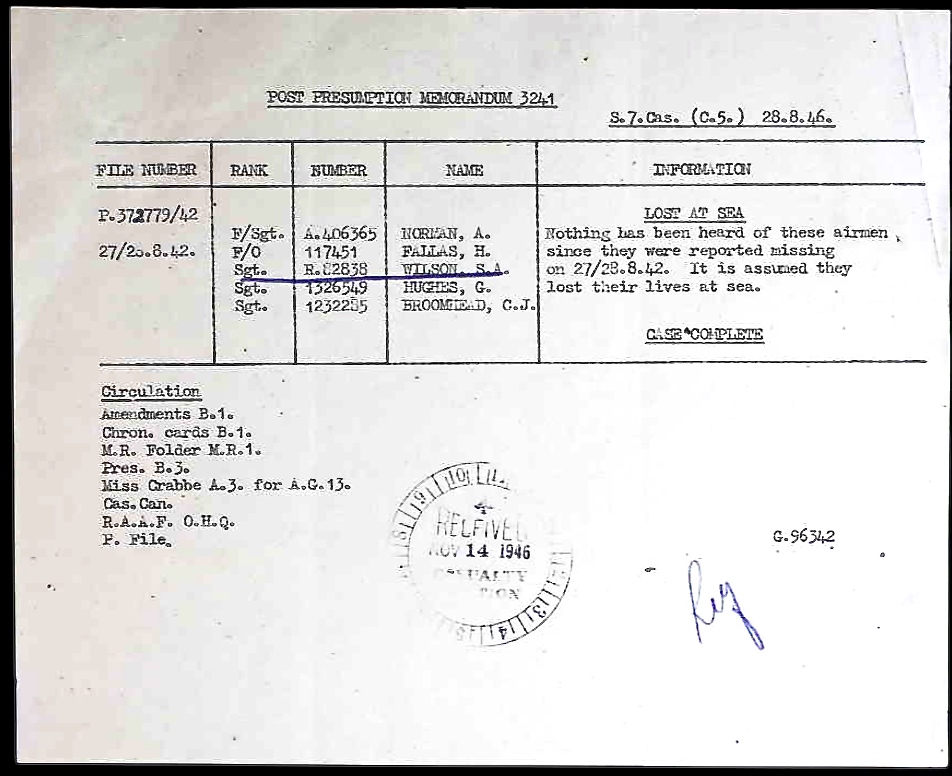 POST PRESUMPTION MEMORANDUM 3241
S.7.Cas. (C.5.) 28.8.46.
FILE NUMBER RANK NUMBER NAME INFORMATION
P.372779/42 LOST AT SEA
F/Sgt. A.406365 NORMAN, A. Nothing has been heard of these airmen,
27/28.8.42. F/O 117451 FALLAS, H. since they were reported missing
Sgt. R.82838 WILSON. S.A. on 27/28.8.42. It is assumed they
Sgt. 1326549 HUGHES, G. lost their lives at sea.
Sgt. 1232285 BROOMHEAD, C.J.
CASE COMPLETE
Circulation
Amendments B.1.
Chron. cards B.1.
M.R. Folder M.R.1.
Pres. B.3.
Miss Crabbe A.3. for A.G.13.
Cas.Can.
R.A.A.F. O.H.Q.
P. File.
G.96342
RECEIVED
NOV 14 1946
CASUALTY